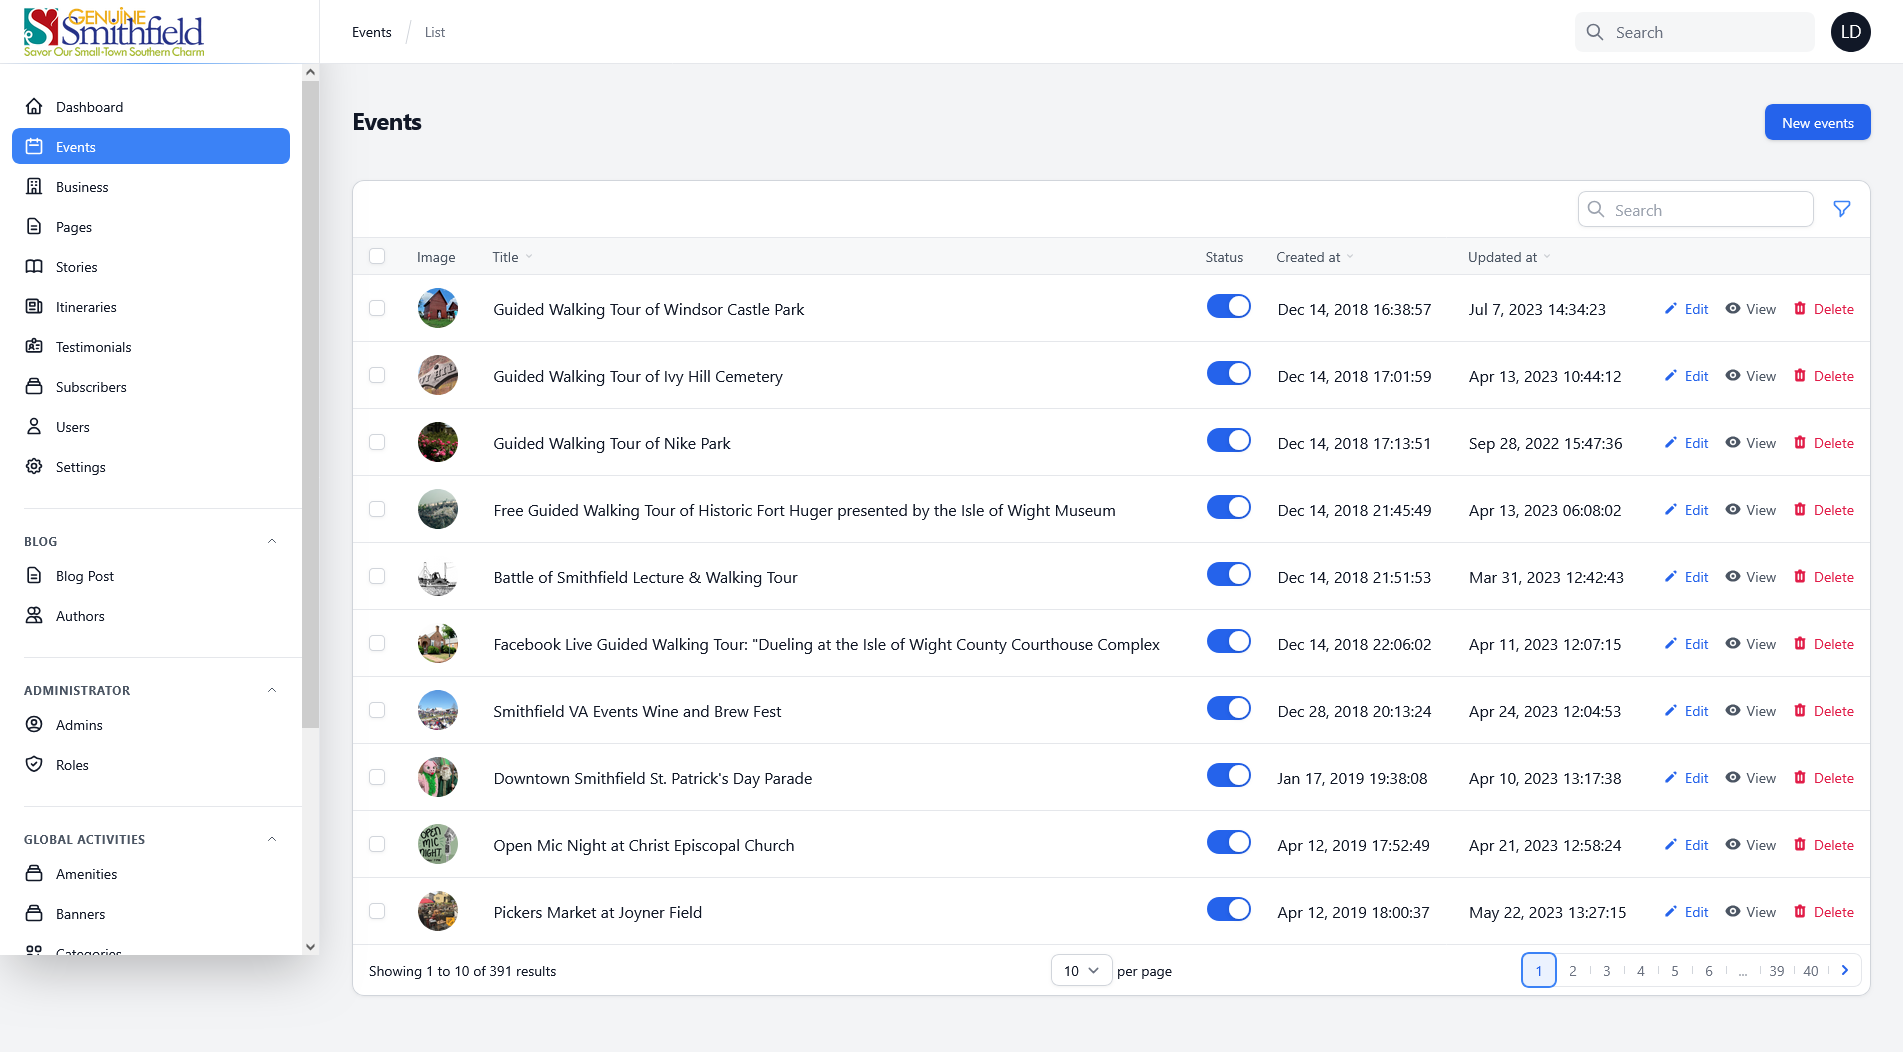 GENUINE
Smithfield
Savor Our Small-Town Southern Charm
Events / List
Search
LD
Dashboard
Events
Business
Pages
Stories
Itineraries
Testimonials
Subscribers
Users
Settings
BLOG
Blog Post
Authors
ADMINISTRATOR
Admins
Roles
GLOBAL ACTIVITIES
Amenities
Banners
Categories
Events
New events
Search
Image Title Status Created at Updated at
Guided Walking Tour of Windsor Castle Park Dec 14, 2018 16:38:57 Jul 7, 2023 14:34:23 Edit View Delete
Guided Walking Tour of Ivy Hill Cemetery Dec 14, 2018 17:01:59 Apr 13, 2023 10:44:12 Edit View Delete
Guided Walking Tour of Nike Park Dec 14, 2018 17:13:51 Sep 28, 2022 15:47:36 Edit View Delete
Free Guided Walking Tour of Historic Fort Huger presented by the Isle of Wight Museum Dec 14, 2018 21:45:49 Apr 13, 2023 06:08:02 Edit View Delete
Battle of Smithfield Lecture & Walking Tour Dec 14, 2018 21:51:53 Mar 31, 2023 12:42:43 Edit View Delete
Facebook Live Guided Walking Tour: "Dueling at the Isle of Wight County Courthouse Complex Dec 14, 2018 22:06:02 Apr 11, 2023 12:07:15 Edit View Delete
Smithfield VA Events Wine and Brew Fest Dec 28, 2018 20:13:24 Apr 24, 2023 12:04:53 Edit View Delete
Downtown Smithfield St. Patrick's Day Parade Jan 17, 2019 19:38:08 Apr 10, 2023 13:17:38 Edit View Delete
OPEN MIC NIGHT Open Mic Night at Christ Episcopal Church Apr 12, 2019 17:52:49 Apr 21, 2023 12:58:24 Edit View Delete
Pickers Market at Joyner Field Apr 12, 2019 18:00:37 May 22, 2023 13:27:15 Edit View Delete
Showing 1 to 10 of 391 results 10 per page 1 2 3 4 5 6 ... 39 40